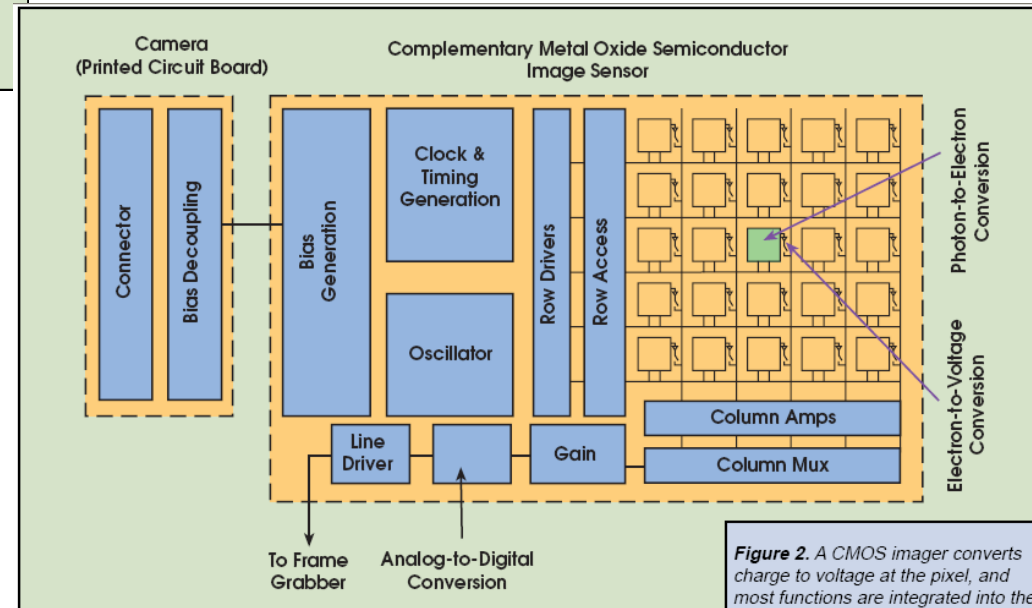 Camera
(Printed Circuit Board)
Complementary Metal Oxide Semiconductor
Image Sensor
Connector
Bias Decoupling
Bias
Generation
Clock &
Timing
Generation
Oscillator
Row Drivers
Row Access
Photon-to-Electron
Conversion
Electron-to-Voltage
Conversion
Column Amps
Column Mux
Line
Driver
Gain
To Frame
Grabber
Analog-to-Digital
Conversion
Figure 2. A CMOS imager converts
charge to voltage at the pixel, and
most functions are integrated into the